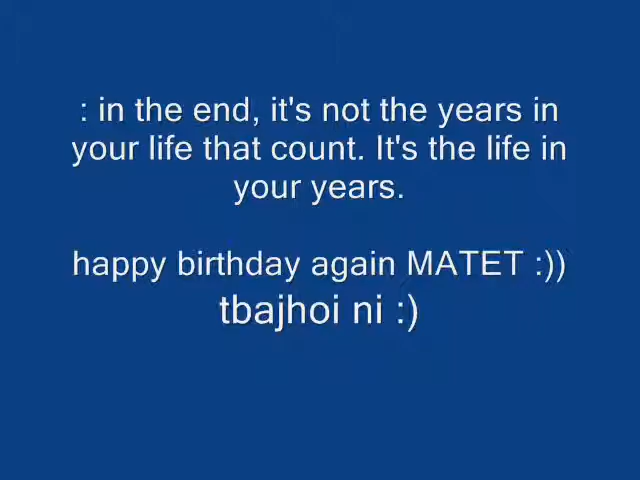 : in the end, it's not the years in
your life that count. It's the life in
your years.
happy birthday again MATET :))
tbajhoi ni :)